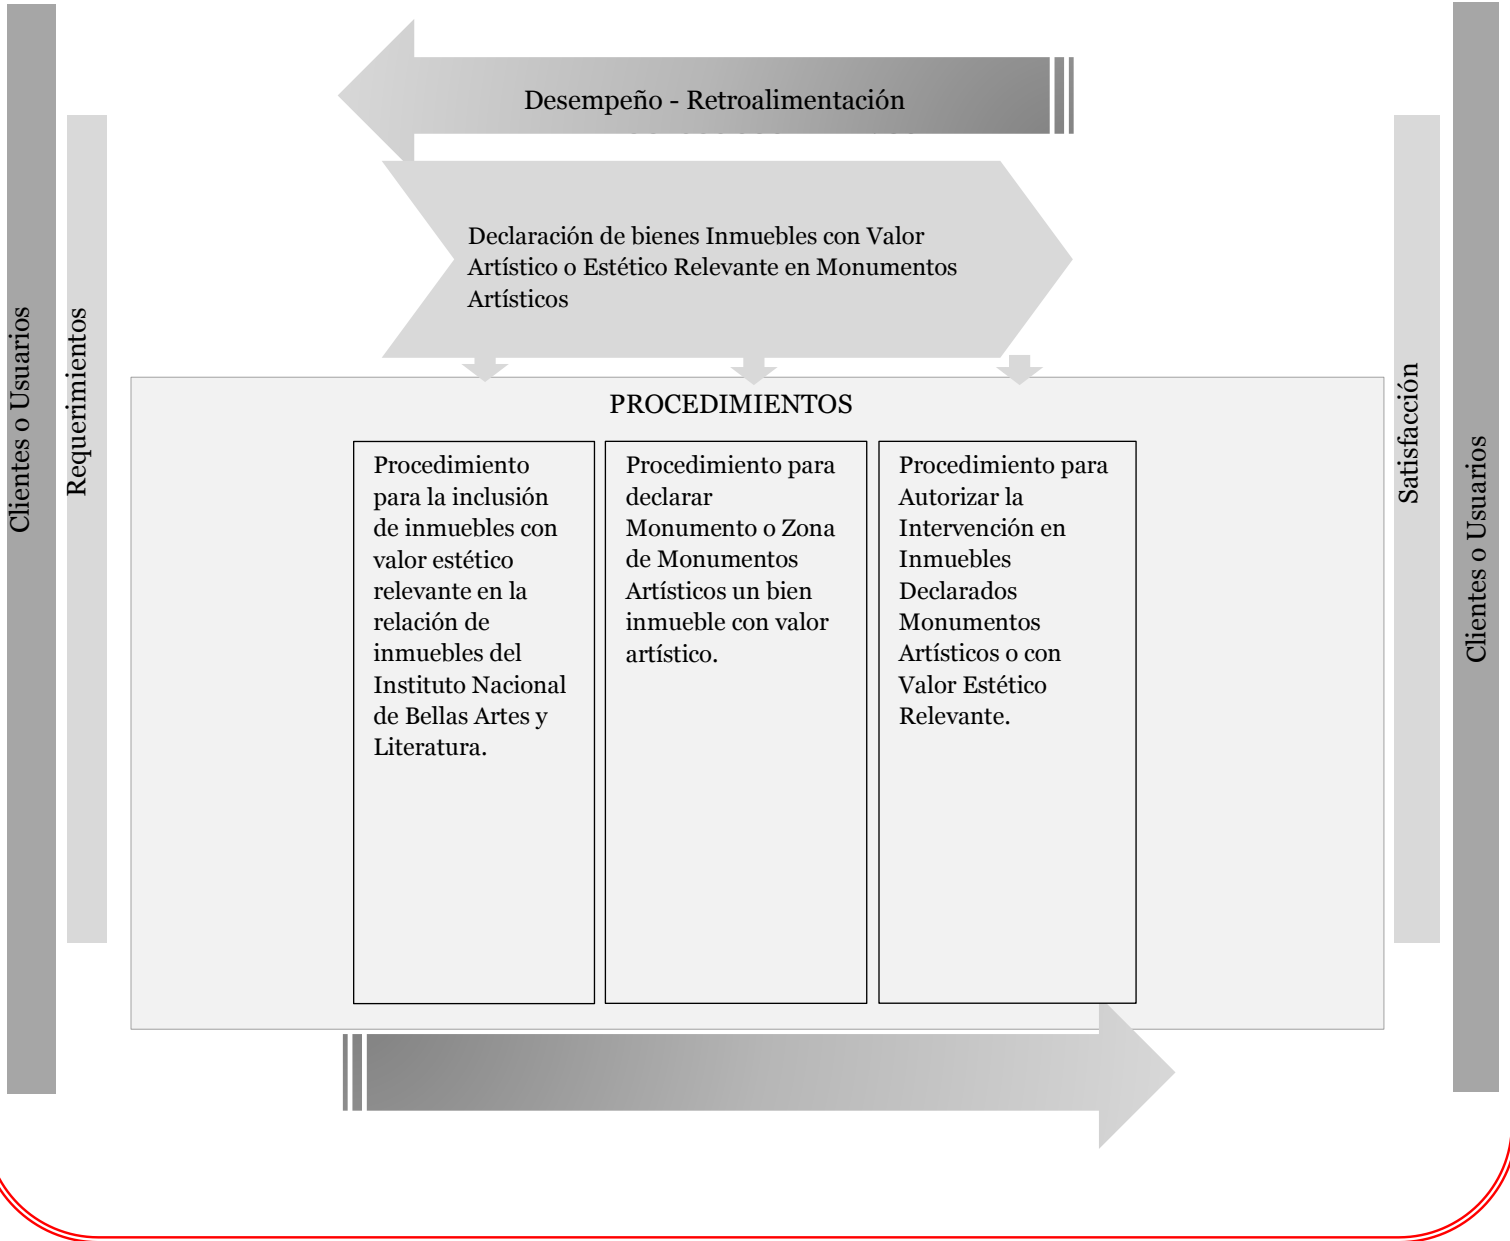 Desempeño - Retroalimentación
Clientes o Usuarios
Requerimientos
Declaración de bienes Inmuebles con Valor
Artístico o Estético Relevante en Monumentos
Artísticos
PROCEDIMIENTOS
Procedimiento
para la inclusión
de inmuebles con
valor estético
relevante en la
relación de
inmuebles del
Instituto Nacional
de Bellas Artes y
Literatura.
Procedimiento para
declarar
Monumento o Zona
de Monumentos
Artísticos un bien
inmueble con valor
artístico.
Procedimiento para
Autorizar la
Intervención en
Inmuebles
Declarados
Monumentos
Artísticos o con
Valor Estético
Relevante.
Satisfacción
Clientes o Usuarios